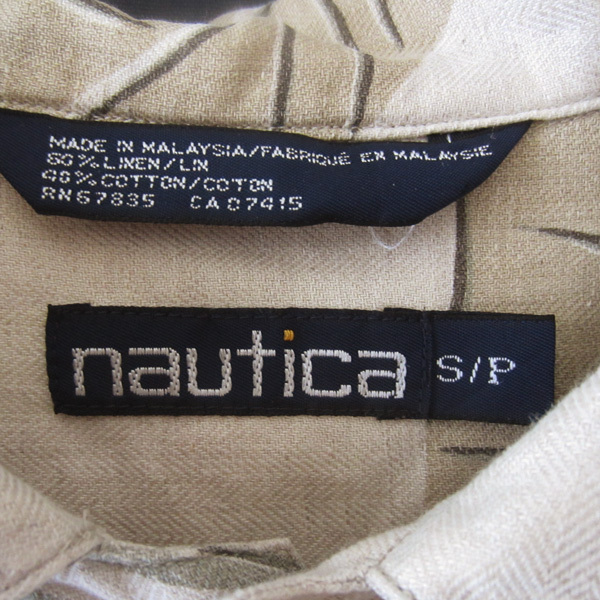 MADE IN MALAYSIA/FABRIQUÉ EN MALAYSIE
60%LINEN/LIN
40%COTTON/COTON
RN67835 CA07415
nautica S/P